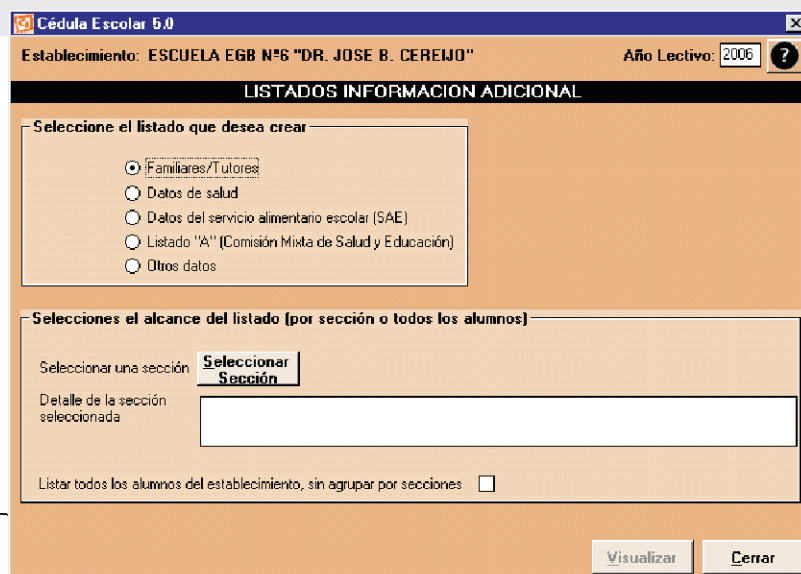 Cédula Escolar 5.0
Establecimiento: ESCUELA EGB Nº6 "DR. JOSE B. CEREIJO" Año Lectivo: 2006 ?
LISTADOS INFORMACION ADICIONAL
Seleccione el listado que desea crear
Familiares/Tutores
Datos de salud
Datos del servicio alimentario escolar (SAE)
Listado "A" (Comisión Mixta de Salud y Educación)
Otros datos
Selecciones el alcance del listado (por sección o todos los alumnos)
Seleccionar una sección Seleccionar
Sección
Detalle de la sección
seleccionada
Listar todos los alumnos del establecimiento, sin agrupar por secciones
Visualizar Cerrar